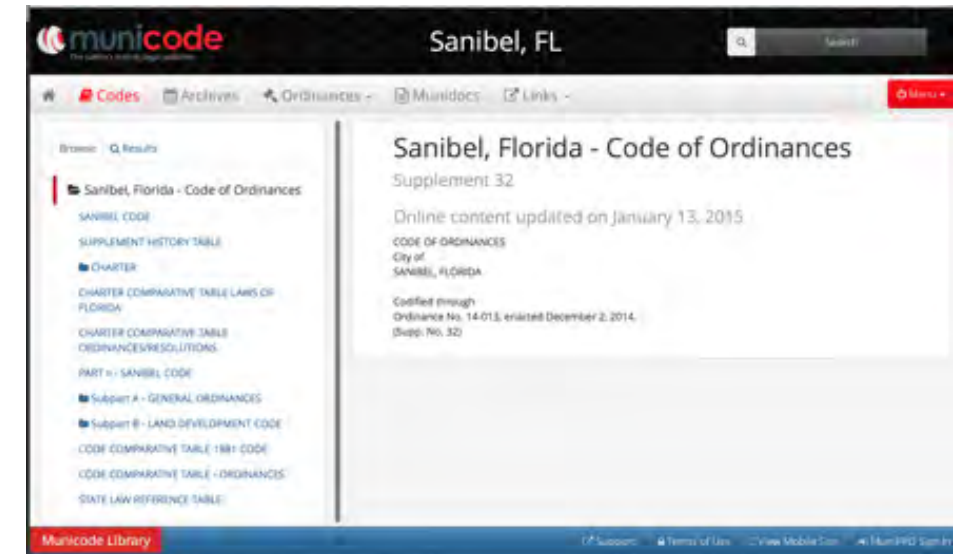 municode
Sanibel, FL
Search
Codes
Archives
Ordinances
Munidocs
Links
Menu
Browse
Results
Sanibel, Florida - Code of Ordinances
SANIBEL CODE
SUPPLEMENT HISTORY TABLE
CHARTER
CHARTER COMPARATIVE TABLE LAWS OF
FLORIDA
CHARTER COMPARATIVE TABLE
ORDINANCES/RESOLUTIONS
PART II - SANIBEL CODE
Subpart A - GENERAL ORDINANCES
Subpart B - LAND DEVELOPMENT CODE
CODE COMPARATIVE TABLE 1981 CODE
CODE COMPARATIVE TABLE - ORDINANCES
STATE LAW REFERENCE TABLE
Sanibel, Florida - Code of Ordinances
Supplement 32
Online content updated on January 13, 2015
CODE OF ORDINANCES
City of
SANIBEL, FLORIDA
Codified through
Ordinance No. 14-013, enacted December 2, 2014.
(Supp. No. 32)
Municode Library
Support
Terms of Use
View Mobile Site
MuniPRO Sign In